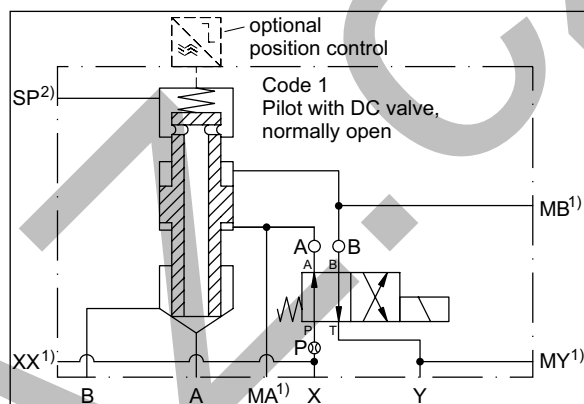 optional
position control
Code 1
Pilot with DC valve,
normally open
SP2)
MB1)
A B
A B
P T
P
XX1)
MY1)
B A MA1) X Y